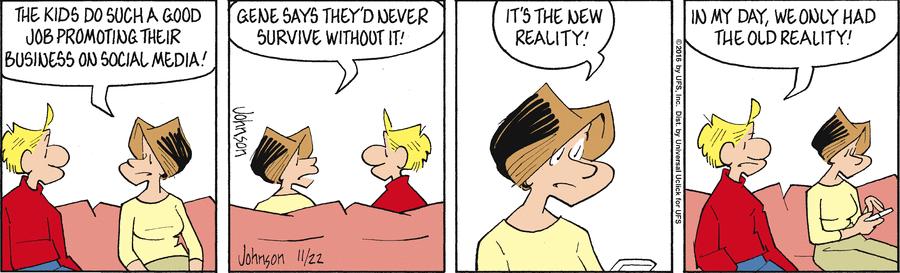 THE KIDS DO SUCH A GOOD
JOB PROMOTING THEIR
BUSINESS ON SOCIAL MEDIA!
GENE SAYS THEY'D NEVER
SURVIVE WITHOUT IT!
Johnson
Johnson 11/22
IT'S THE NEW
REALITY!
©2016 by UFS, Inc. Dist. by Universal Uclick for UFS
IN MY DAY, WE ONLY HAD
THE OLD REALITY!